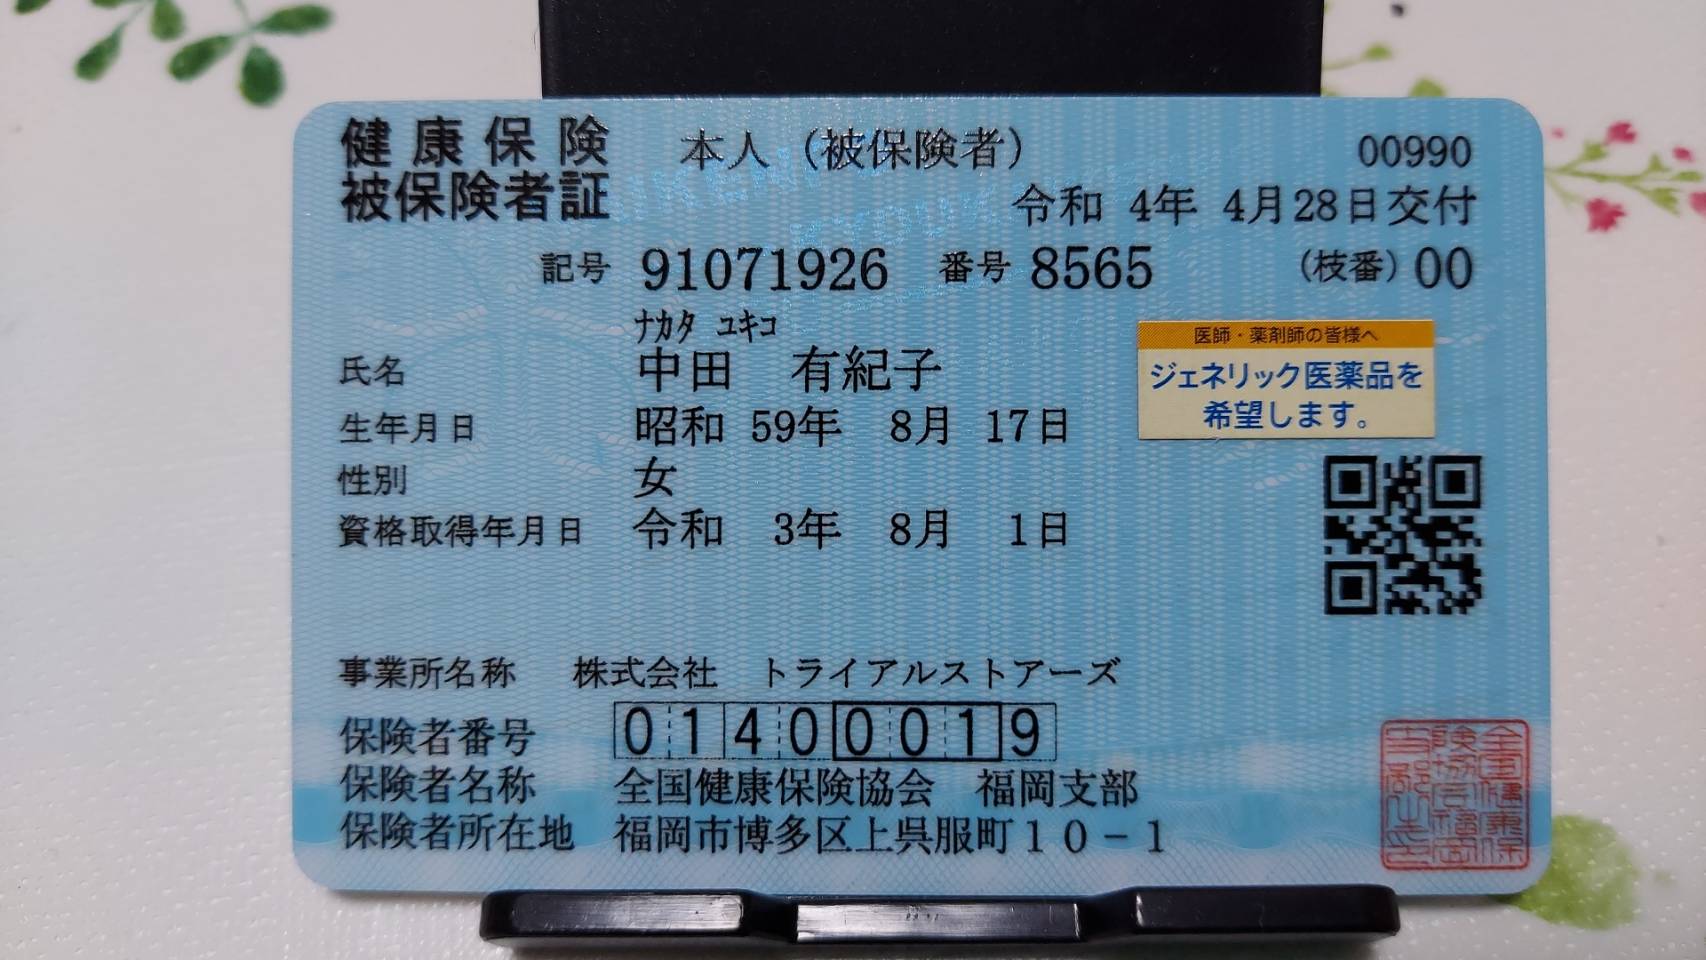 健康保険 本人（被保険者） 00990
被保険者証 令和 4年 4月28日交付
記号 91071926 番号 8565 （枝番）00
ﾅｶﾀ ﾕｷｺ
氏名 中田 有紀子
医師・薬剤師の皆様へ
ジェネリック医薬品を
希望します。
生年月日 昭和 59年 8月 17日
性別 女
資格取得年月日 令和 3年 8月 1日
事業所名称 株式会社 トライアルストアーズ
保険者番号 01400019
保険者名称 全国健康保険協会 福岡支部
保険者所在地 福岡市博多区上呉服町１０－１